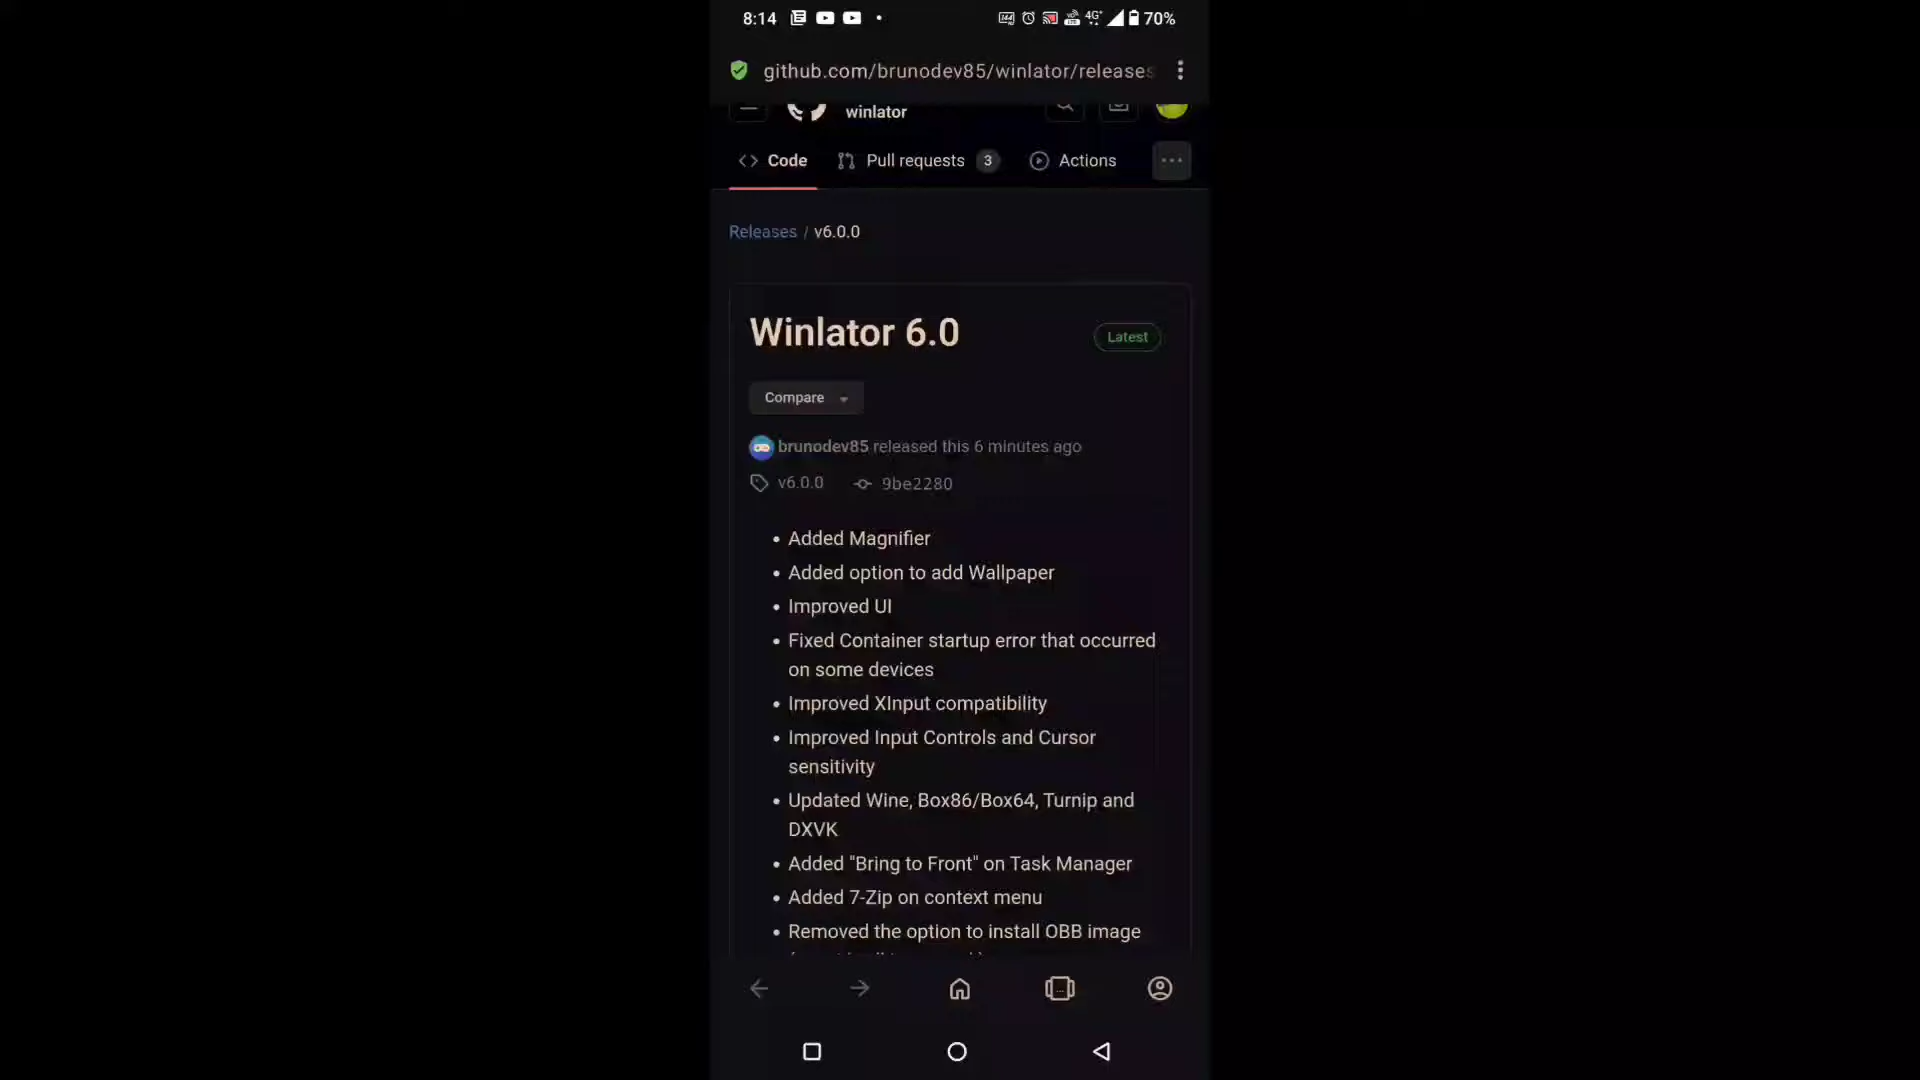 8:14
4G+
70%
github.com/brunodev85/winlator/releases
winlator
Code
Pull requests 3
Actions
Releases / v6.0.0
Winlator 6.0
Latest
Compare
brunodev85 released this 6 minutes ago
v6.0.0
9be2280
• Added Magnifier
• Added option to add Wallpaper
• Improved UI
• Fixed Container startup error that occurred
on some devices
• Improved XInput compatibility
• Improved Input Controls and Cursor
sensitivity
• Updated Wine, Box86/Box64, Turnip and
DXVK
• Added "Bring to Front" on Task Manager
• Added 7-Zip on context menu
• Removed the option to install OBB image